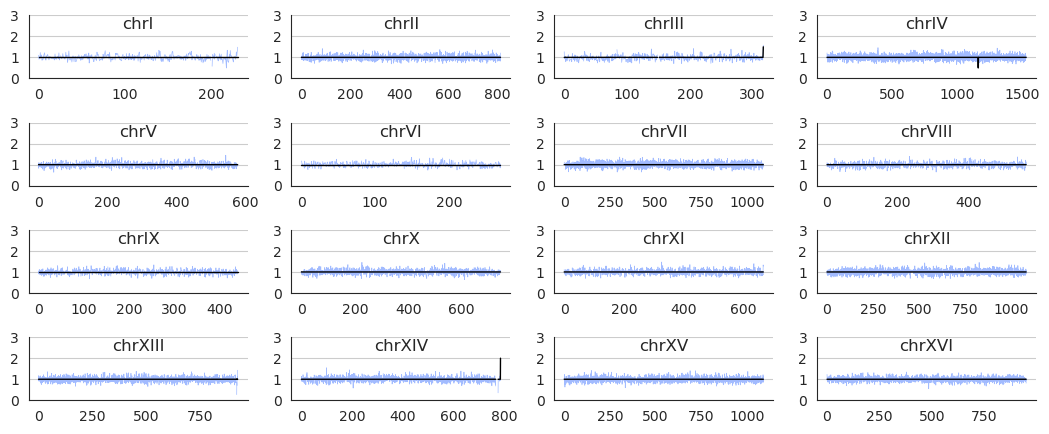 3 2 1 0 chrI 0 100 200
3 2 1 0 chrII 0 200 400 600 800
3 2 1 0 chrIII 0 100 200 300
3 2 1 0 chrIV 0 500 1000 1500
3 2 1 0 chrV 0 200 400 600
3 2 1 0 chrVI 0 100 200
3 2 1 0 chrVII 0 250 500 750 1000
3 2 1 0 chrVIII 0 200 400
3 2 1 0 chrIX 0 100 200 300 400
3 2 1 0 chrX 0 200 400 600
3 2 1 0 chrXI 0 200 400 600
3 2 1 0 chrXII 0 250 500 750 1000
3 2 1 0 chrXIII 0 250 500 750
3 2 1 0 chrXIV 0 200 400 600 800
3 2 1 0 chrXV 0 250 500 750 1000
3 2 1 0 chrXVI 0 250 500 750